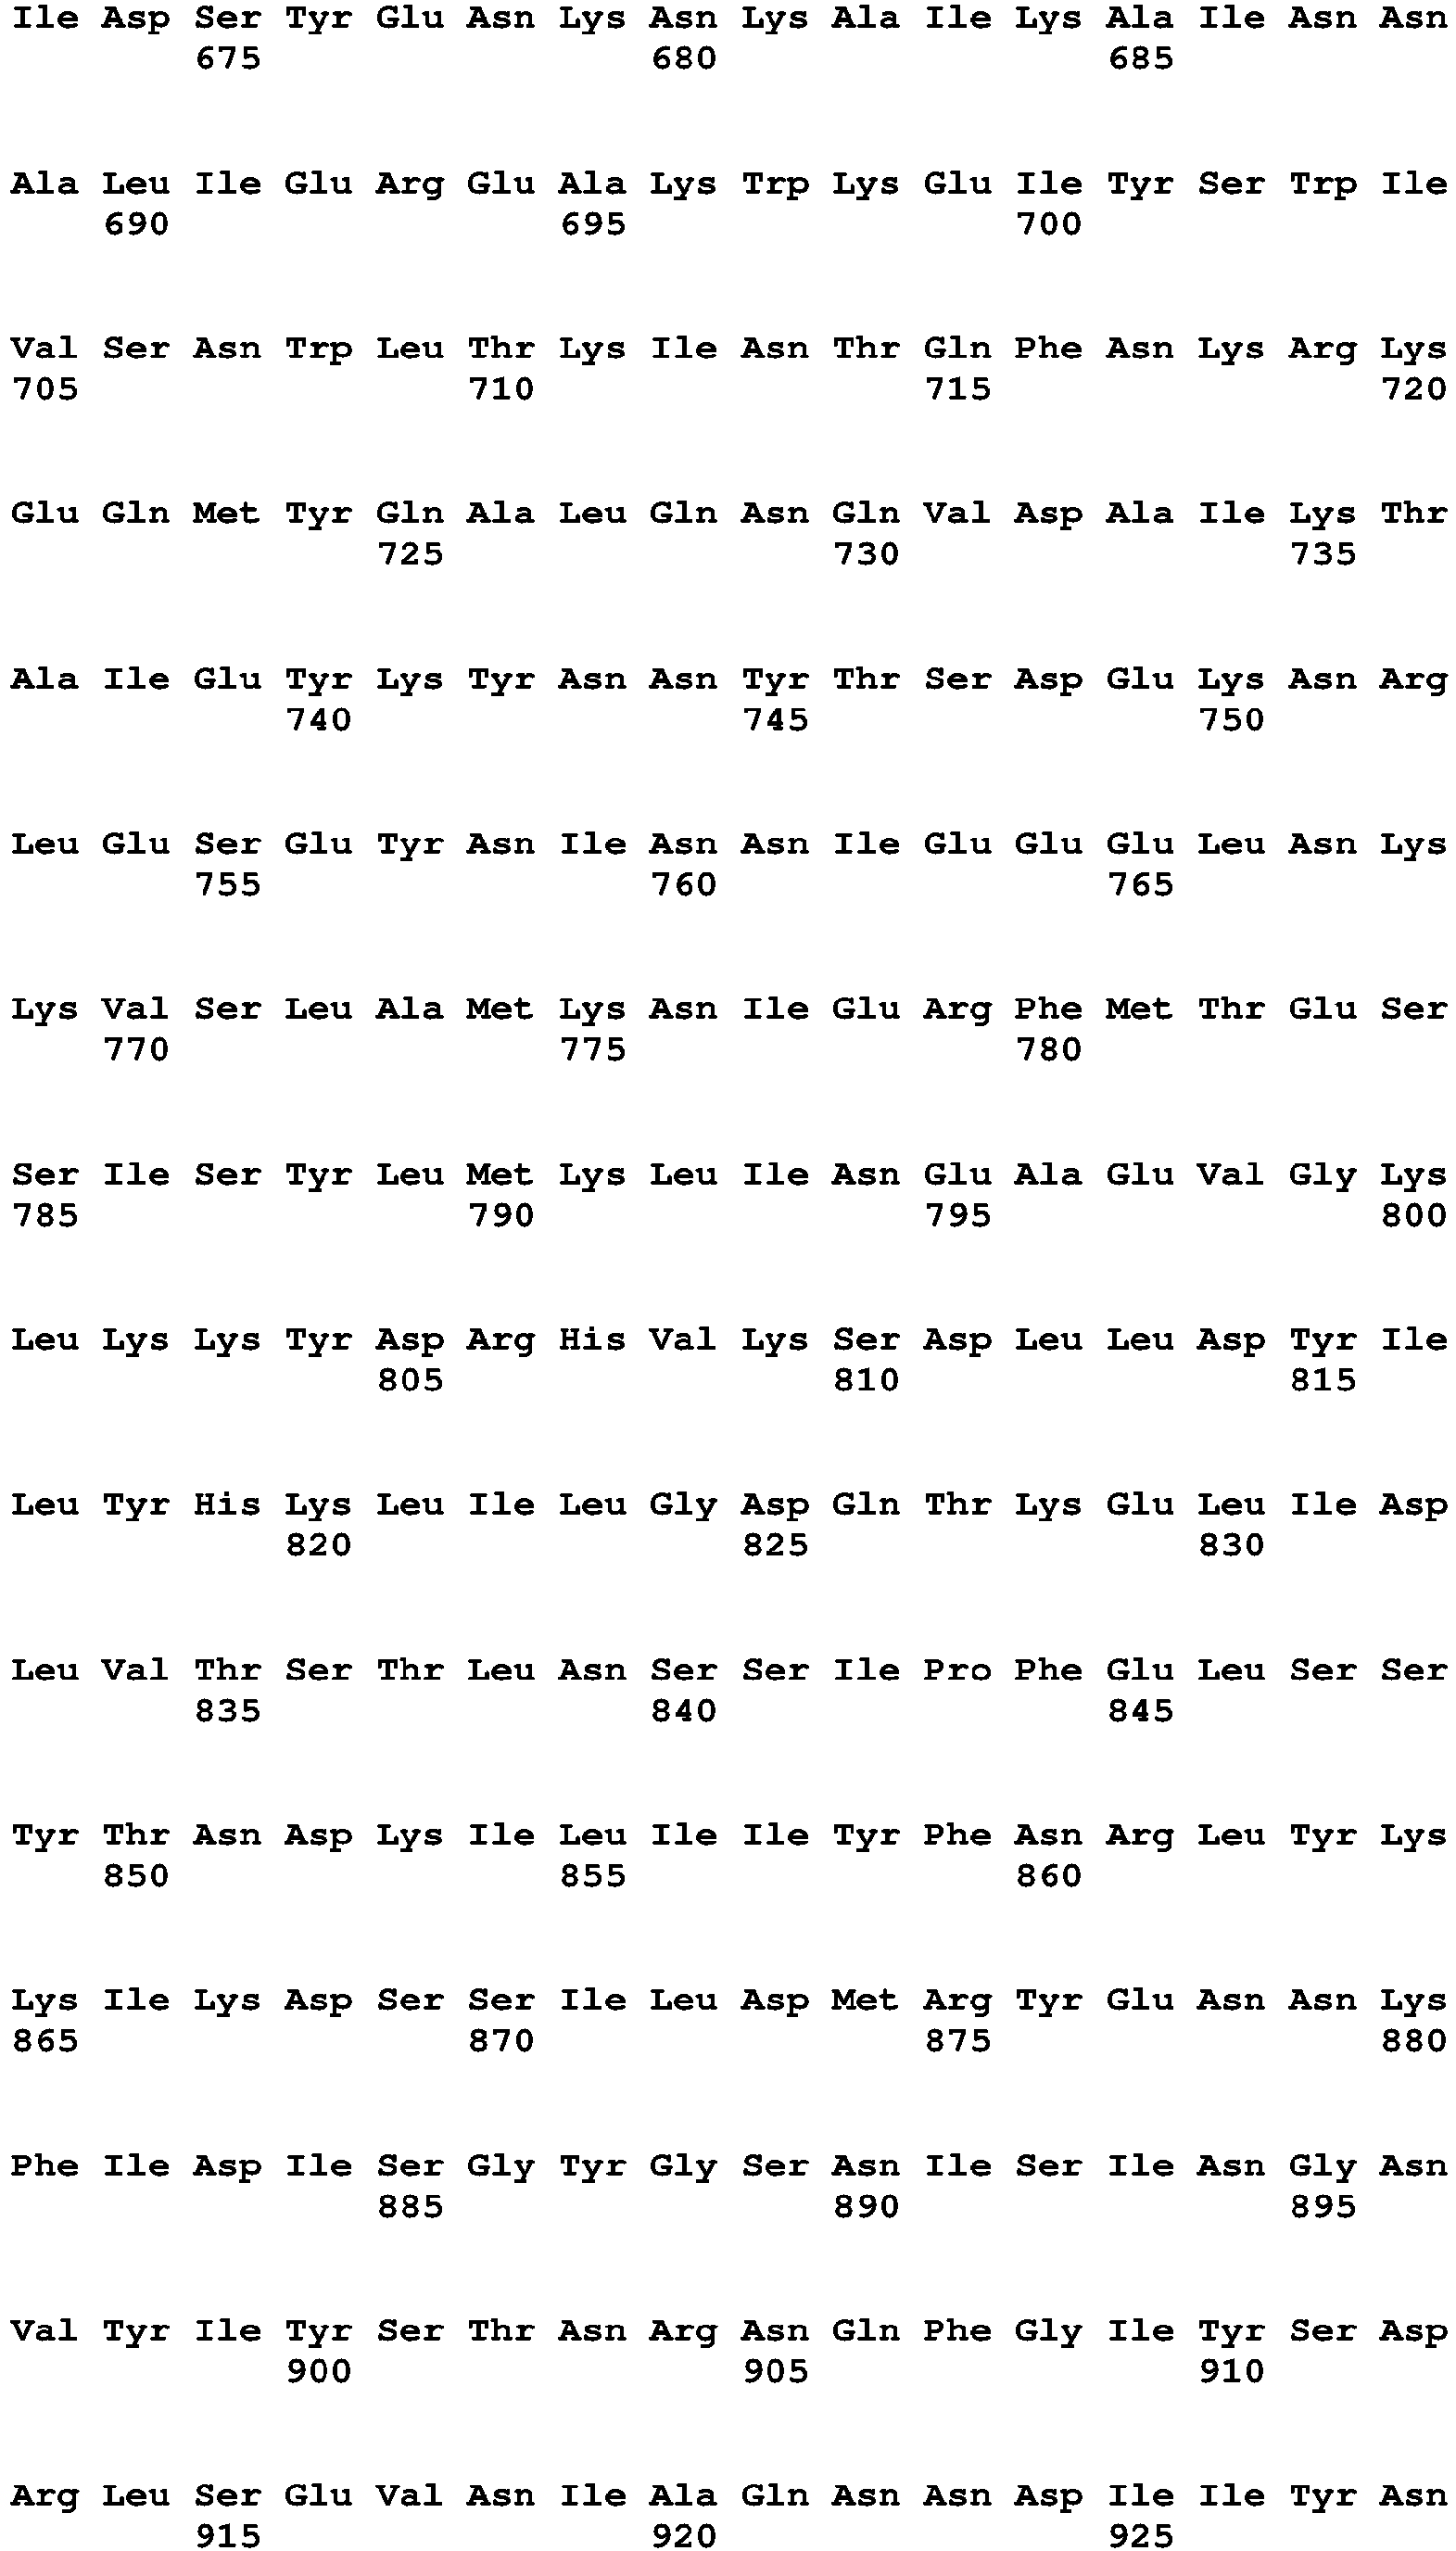 Ile Asp Ser Tyr Glu Asn Lys Asn Lys Ala Ile Lys Ala Ile Asn Asn
675 680 685
Ala Leu Ile Glu Arg Glu Ala Lys Trp Lys Glu Ile Tyr Ser Trp Ile
690 695 700
Val Ser Asn Trp Leu Thr Lys Ile Asn Thr Gln Phe Asn Lys Arg Lys
705 710 715 720
Glu Gln Met Tyr Gln Ala Leu Gln Asn Gln Val Asp Ala Ile Lys Thr
725 730 735
Ala Ile Glu Tyr Lys Tyr Asn Asn Tyr Thr Ser Asp Glu Lys Asn Arg
740 745 750
Leu Glu Ser Glu Tyr Asn Ile Asn Asn Ile Glu Glu Glu Leu Asn Lys
755 760 765
Lys Val Ser Leu Ala Met Lys Asn Ile Glu Arg Phe Met Thr Glu Ser
770 775 780
Ser Ile Ser Tyr Leu Met Lys Leu Ile Asn Glu Ala Glu Val Gly Lys
785 790 795 800
Leu Lys Lys Tyr Asp Arg His Val Lys Ser Asp Leu Leu Asp Tyr Ile
805 810 815
Leu Tyr His Lys Leu Ile Leu Gly Asp Gln Thr Lys Glu Leu Ile Asp
820 825 830
Leu Val Thr Ser Thr Leu Asn Ser Ser Ile Pro Phe Glu Leu Ser Ser
835 840 845
Tyr Thr Asn Asp Lys Ile Leu Ile Ile Tyr Phe Asn Arg Leu Tyr Lys
850 855 860
Lys Ile Lys Asp Ser Ser Ile Leu Asp Met Arg Tyr Glu Asn Asn Lys
865 870 875 880
Phe Ile Asp Ile Ser Gly Tyr Gly Ser Asn Ile Ser Ile Asn Gly Asn
885 890 895
Val Tyr Ile Tyr Ser Thr Asn Arg Asn Gln Phe Gly Ile Tyr Ser Asp
900 905 910
Arg Leu Ser Glu Val Asn Ile Ala Gln Asn Asn Asp Ile Ile Tyr Asn
915 920 925